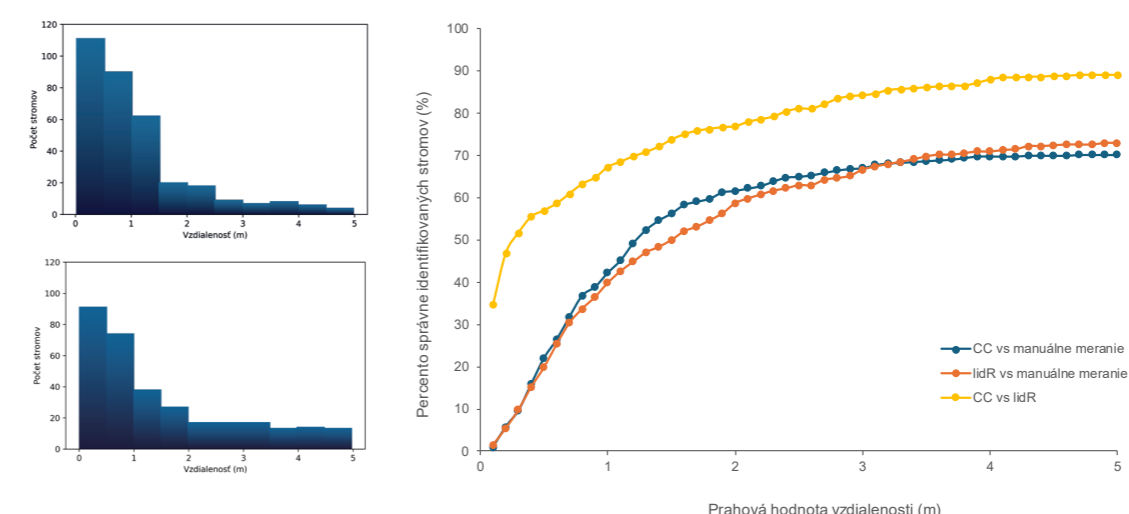 120
100
80
60
40
20
0
Počet stromov
0 1 2 3 4 5
Vzdialenosť (m)
120
100
80
60
40
20
0
Počet stromov
0 1 2 3 4 5
Vzdialenosť (m)
100
90
80
70
60
50
40
30
20
10
0
Percento správne identifikovaných stromov (%)
CC vs manuálne meranie
lidR vs manuálne meranie
CC vs lidR
0 1 2 3 4 5
Prahová hodnota vzdialenosti (m)